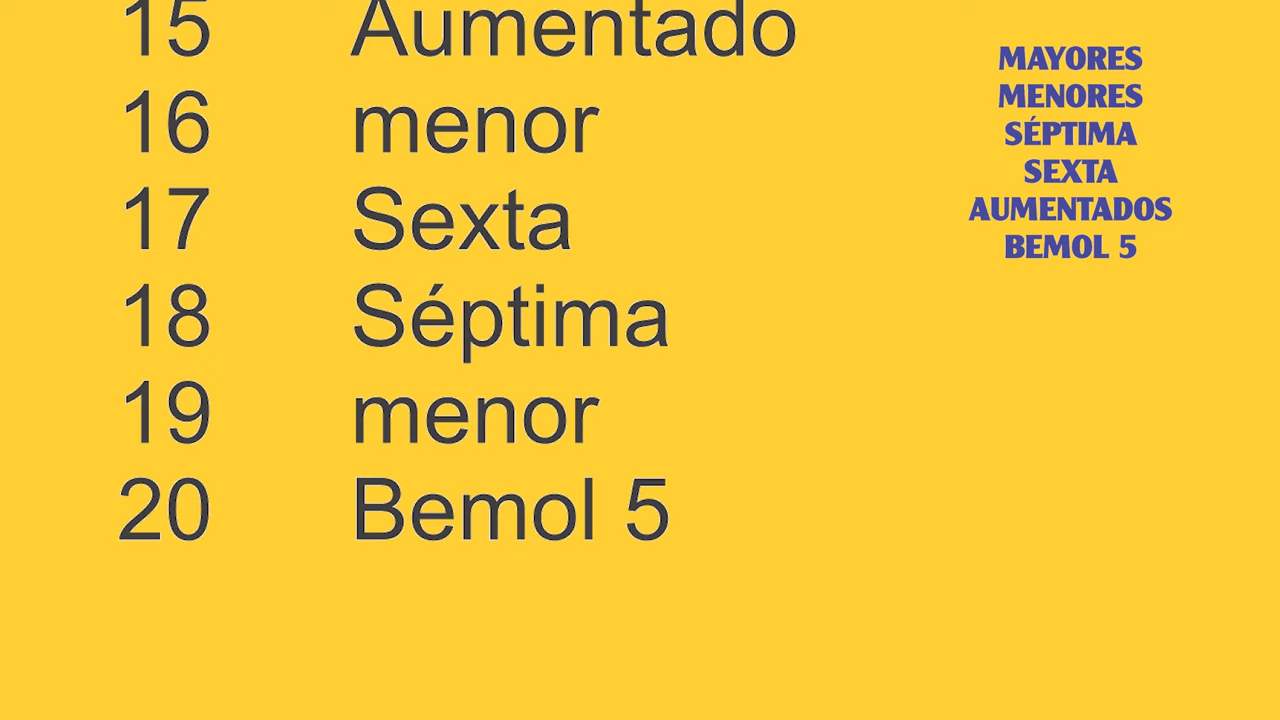 15 Aumentado
16 menor
17 Sexta
18 Séptima
19 menor
20 Bemol 5
MAYORES
MENORES
SÉPTIMA
SEXTA
AUMENTADOS
BEMOL 5